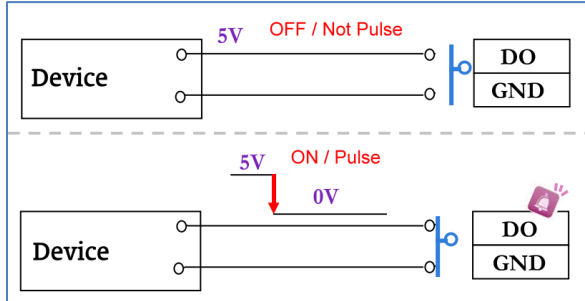 5V OFF / Not Pulse
Device
DO
GND
5V ON / Pulse
0V
Device
DO
GND